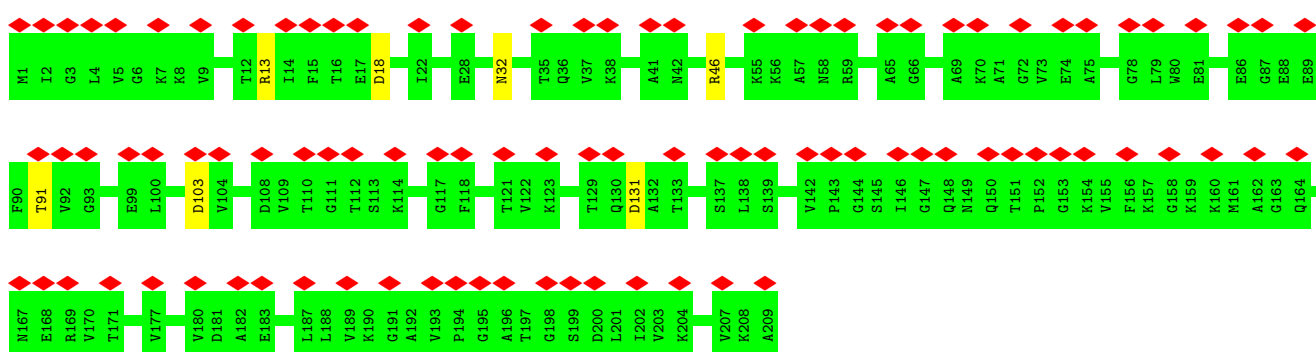 M1 I2 G3 L4 V5 G6 K7 K8 V9 T12 R13 I14 F15 T16 E17 D18 I22 E28 N32 T35 Q36 V37 K38 A41 N42 R46 K55 K56 A57 N58 R59 A65 G66 A69 K70 A71 G72 V73 E74 A75 G78 L79 W80 E81 E86 G87 E88 E89
F90 T91 V92 G93 E99 L100 D103 V104 D108 V109 T110 G111 T112 S113 K114 G117 F118 T121 V122 K123 T129 Q130 D131 A132 T133 S137 L138 S139 V142 P143 G144 S145 I146 G147 Q148 N149 Q150 T151 P152 G153 K154 V155 F156 K157 G158 K159 K160 M161 A162 G163 Q164
N167 E168 R169 V170 T171 V177 V180 D181 A182 E183 L187 L188 V189 K190 G191 A192 V193 P194 G195 A196 T197 G198 S199 D200 L201 I202 V203 K204 V207 K208 A209